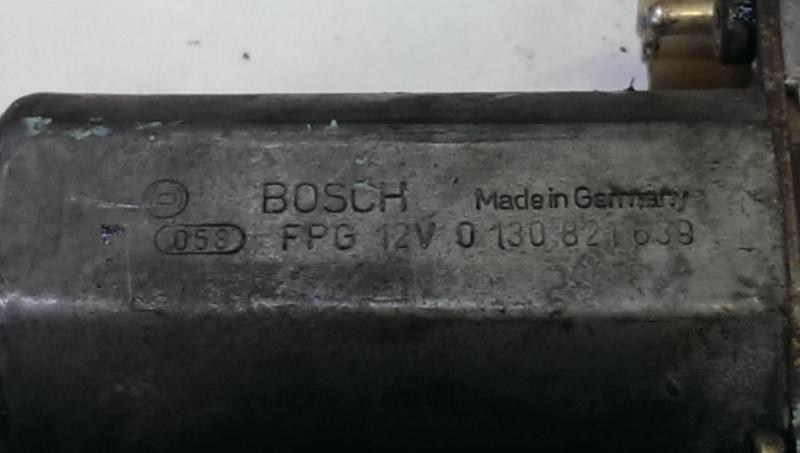 BOSCH Made in Germany
058 FPG 12V 0 130 821 639